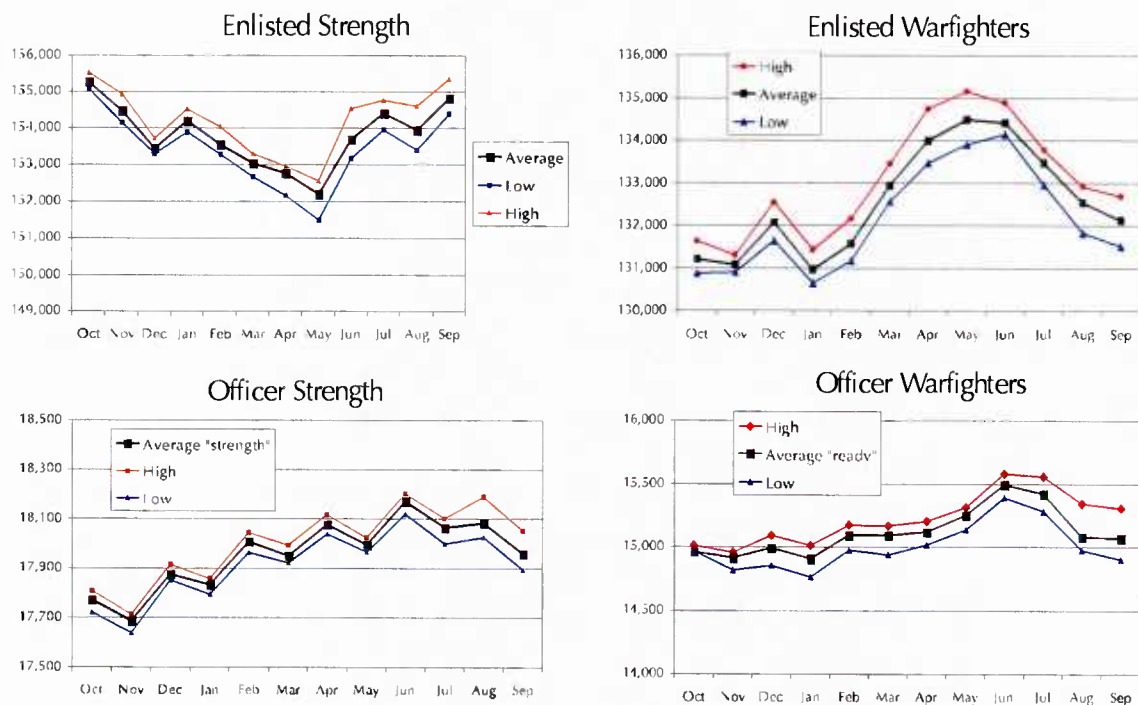 Enlisted Strength
156,000
155,000
154,000
153,000
152,000
151,000
150,000
149,000
Oct Nov Dec Jan Feb Mar Apr May Jun Jul Aug Sep
Average
Low
High
Enlisted Warfighters
136,000
135,000
134,000
133,000
132,000
131,000
130,000
High
Average
Low
Oct Nov Dec Jan Feb Mar Apr May Jun Jul Aug Sep
Officer Strength
18,500
18,300
18,100
17,900
17,700
17,500
Average "strength"
High
Low
Oct Nov Dec Jan Feb Mar Apr May Jun Jul Aug Sep
Officer Warfighters
16,000
15,500
15,000
14,500
14,000
High
Average "ready"
Low
Oct Nov Dec Jan Feb Mar Apr May Jun Jul Aug Sep